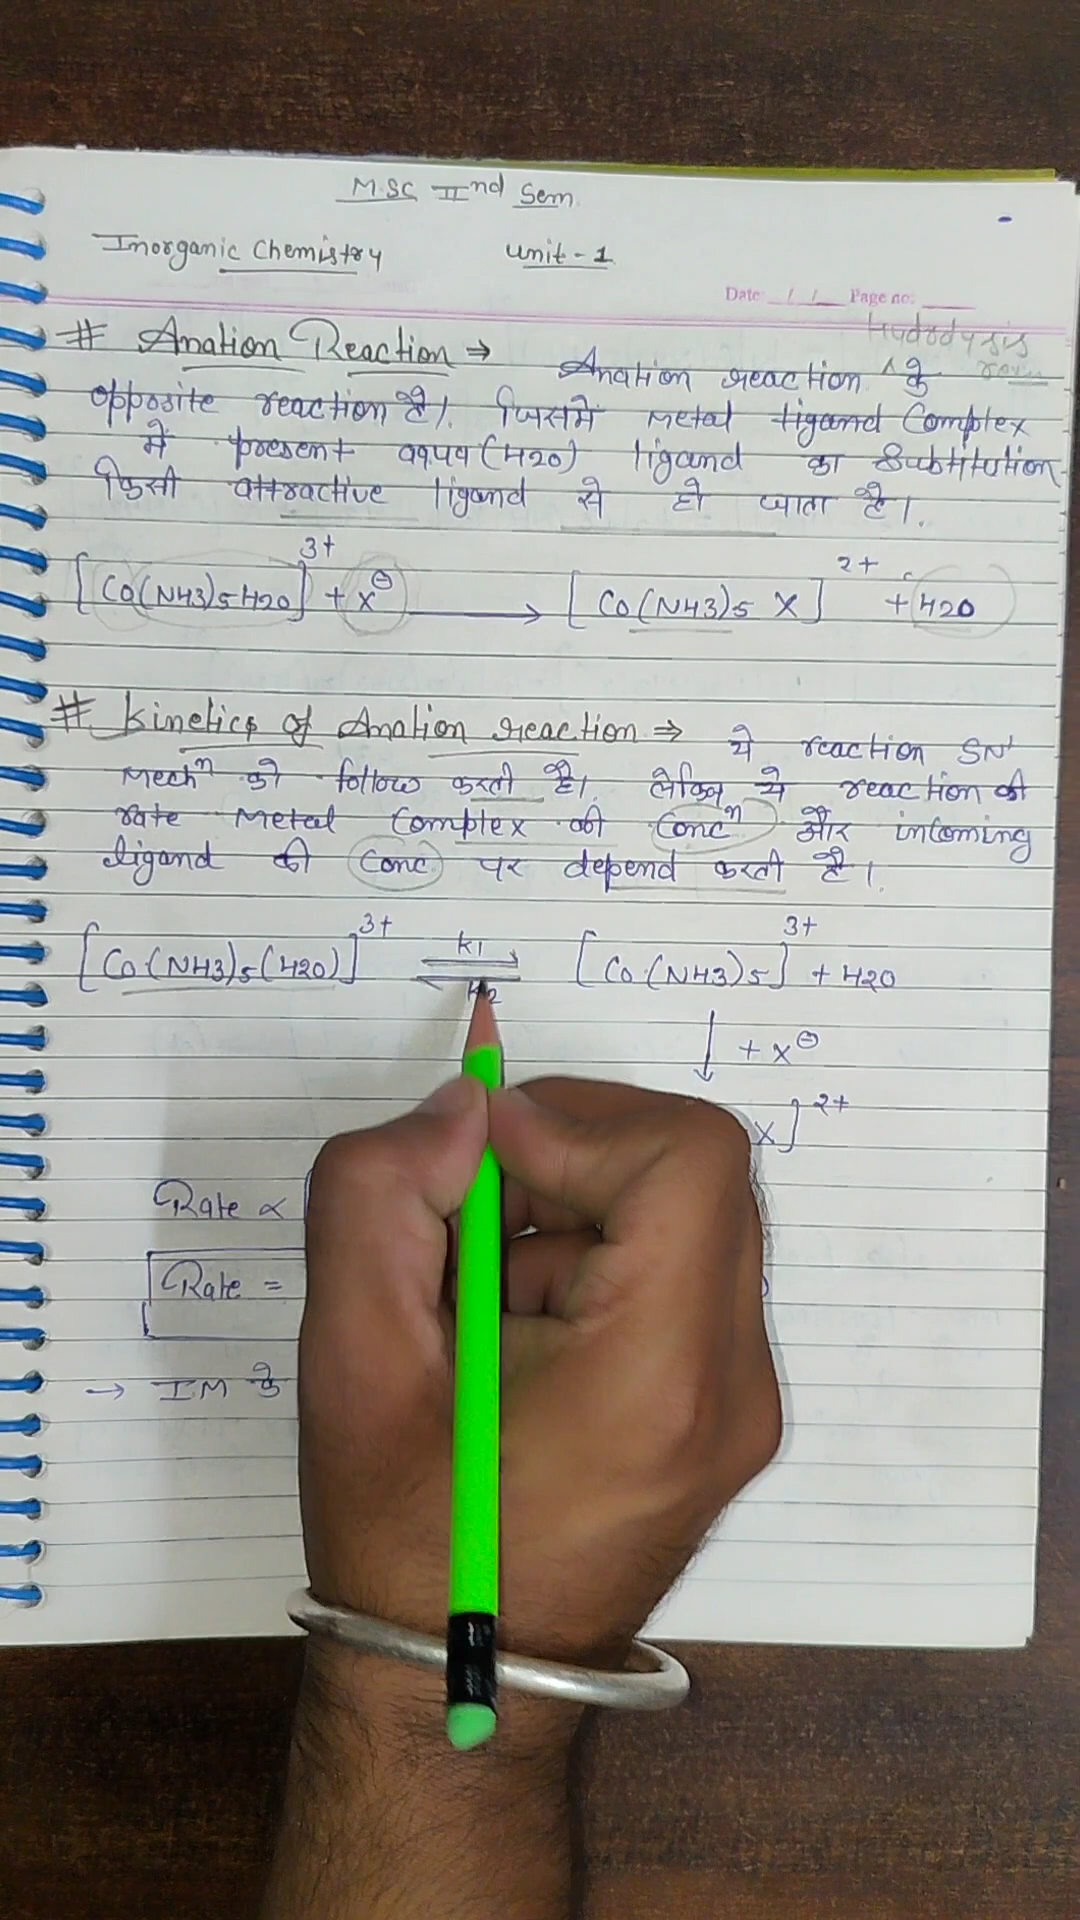 M.SC IInd Sem.
Inorganic Chemistry Unit - 1
Date: / / Page no:
Hydrolysis
# Anation Reaction ⇒ Anation reaction ^ के
opposite reaction है। जिसमें Metal ligand Complex
में present aqua (H2O) ligand का Substitution
किसी attractive ligand से हो जाता है।
[Co(NH3)5H2O]3+ + X⊖ → [Co(NH3)5 X]2+ + H2O
# Kinetics of Anation reaction ⇒ ये reaction SN1
Mechn को follow करती है। लेकिन ये reaction की
rate Metal Complex की Concn और incoming
ligand की Conc पर depend करती है।
[Co(NH3)5(H2O)]3+ k1 ⇌ k2 [Co(NH3)5]3+ + H2O
↓ + X⊖
X]2+
Rate ∝
Rate =
→ IM के